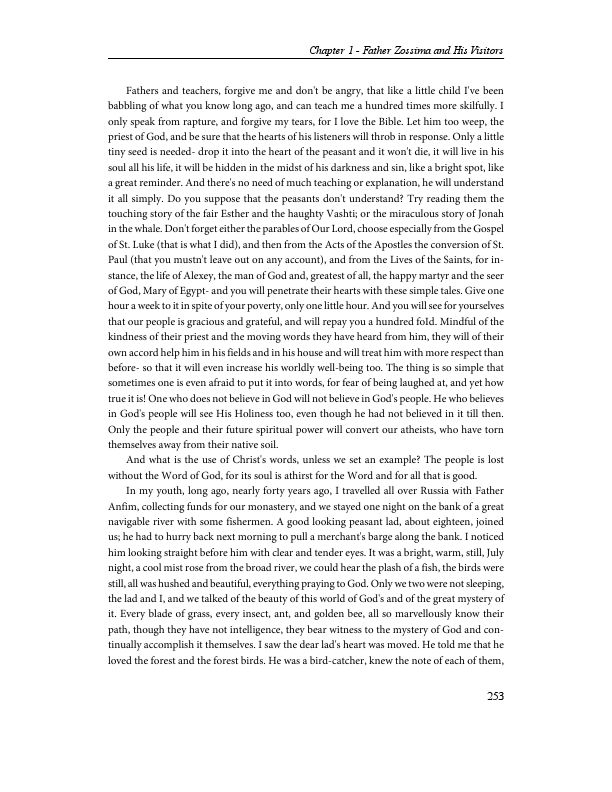 Chapter 1 - Father Zossima and His Visitors
Fathers and teachers, forgive me and don't be angry, that like a little child I've been
babbling of what you know long ago, and can teach me a hundred times more skilfully. I
only speak from rapture, and forgive my tears, for I love the Bible. Let him too weep, the
priest of God, and be sure that the hearts of his listeners will throb in response. Only a little
tiny seed is needed- drop it into the heart of the peasant and it won't die, it will live in his
soul all his life, it will be hidden in the midst of his darkness and sin, like a bright spot, like
a great reminder. And there's no need of much teaching or explanation, he will understand
it all simply. Do you suppose that the peasants don't understand? Try reading them the
touching story of the fair Esther and the haughty Vashti; or the miraculous story of Jonah
in the whale. Don't forget either the parables of Our Lord, choose especially from the Gospel
of St. Luke (that is what I did), and then from the Acts of the Apostles the conversion of St.
Paul (that you mustn't leave out on any account), and from the Lives of the Saints, for in-
stance, the life of Alexey, the man of God and, greatest of all, the happy martyr and the seer
of God, Mary of Egypt- and you will penetrate their hearts with these simple tales. Give one
hour a week to it in spite of your poverty, only one little hour. And you will see for yourselves
that our people is gracious and grateful, and will repay you a hundred foId. Mindful of the
kindness of their priest and the moving words they have heard from him, they will of their
own accord help him in his fields and in his house and will treat him with more respect than
before- so that it will even increase his worldly well-being too. The thing is so simple that
sometimes one is even afraid to put it into words, for fear of being laughed at, and yet how
true it is! One who does not believe in God will not believe in God's people. He who believes
in God's people will see His Holiness too, even though he had not believed in it till then.
Only the people and their future spiritual power will convert our atheists, who have torn
themselves away from their native soil.
And what is the use of Christ's words, unless we set an example? The people is lost
without the Word of God, for its soul is athirst for the Word and for all that is good.
In my youth, long ago, nearly forty years ago, I travelled all over Russia with Father
Anfim, collecting funds for our monastery, and we stayed one night on the bank of a great
navigable river with some fishermen. A good looking peasant lad, about eighteen, joined
us; he had to hurry back next morning to pull a merchant's barge along the bank. I noticed
him looking straight before him with clear and tender eyes. It was a bright, warm, still, July
night, a cool mist rose from the broad river, we could hear the plash of a fish, the birds were
still, all was hushed and beautiful, everything praying to God. Only we two were not sleeping,
the lad and I, and we talked of the beauty of this world of God's and of the great mystery of
it. Every blade of grass, every insect, ant, and golden bee, all so marvellously know their
path, though they have not intelligence, they bear witness to the mystery of God and con-
tinually accomplish it themselves. I saw the dear lad's heart was moved. He told me that he
loved the forest and the forest birds. He was a bird-catcher, knew the note of each of them,
253